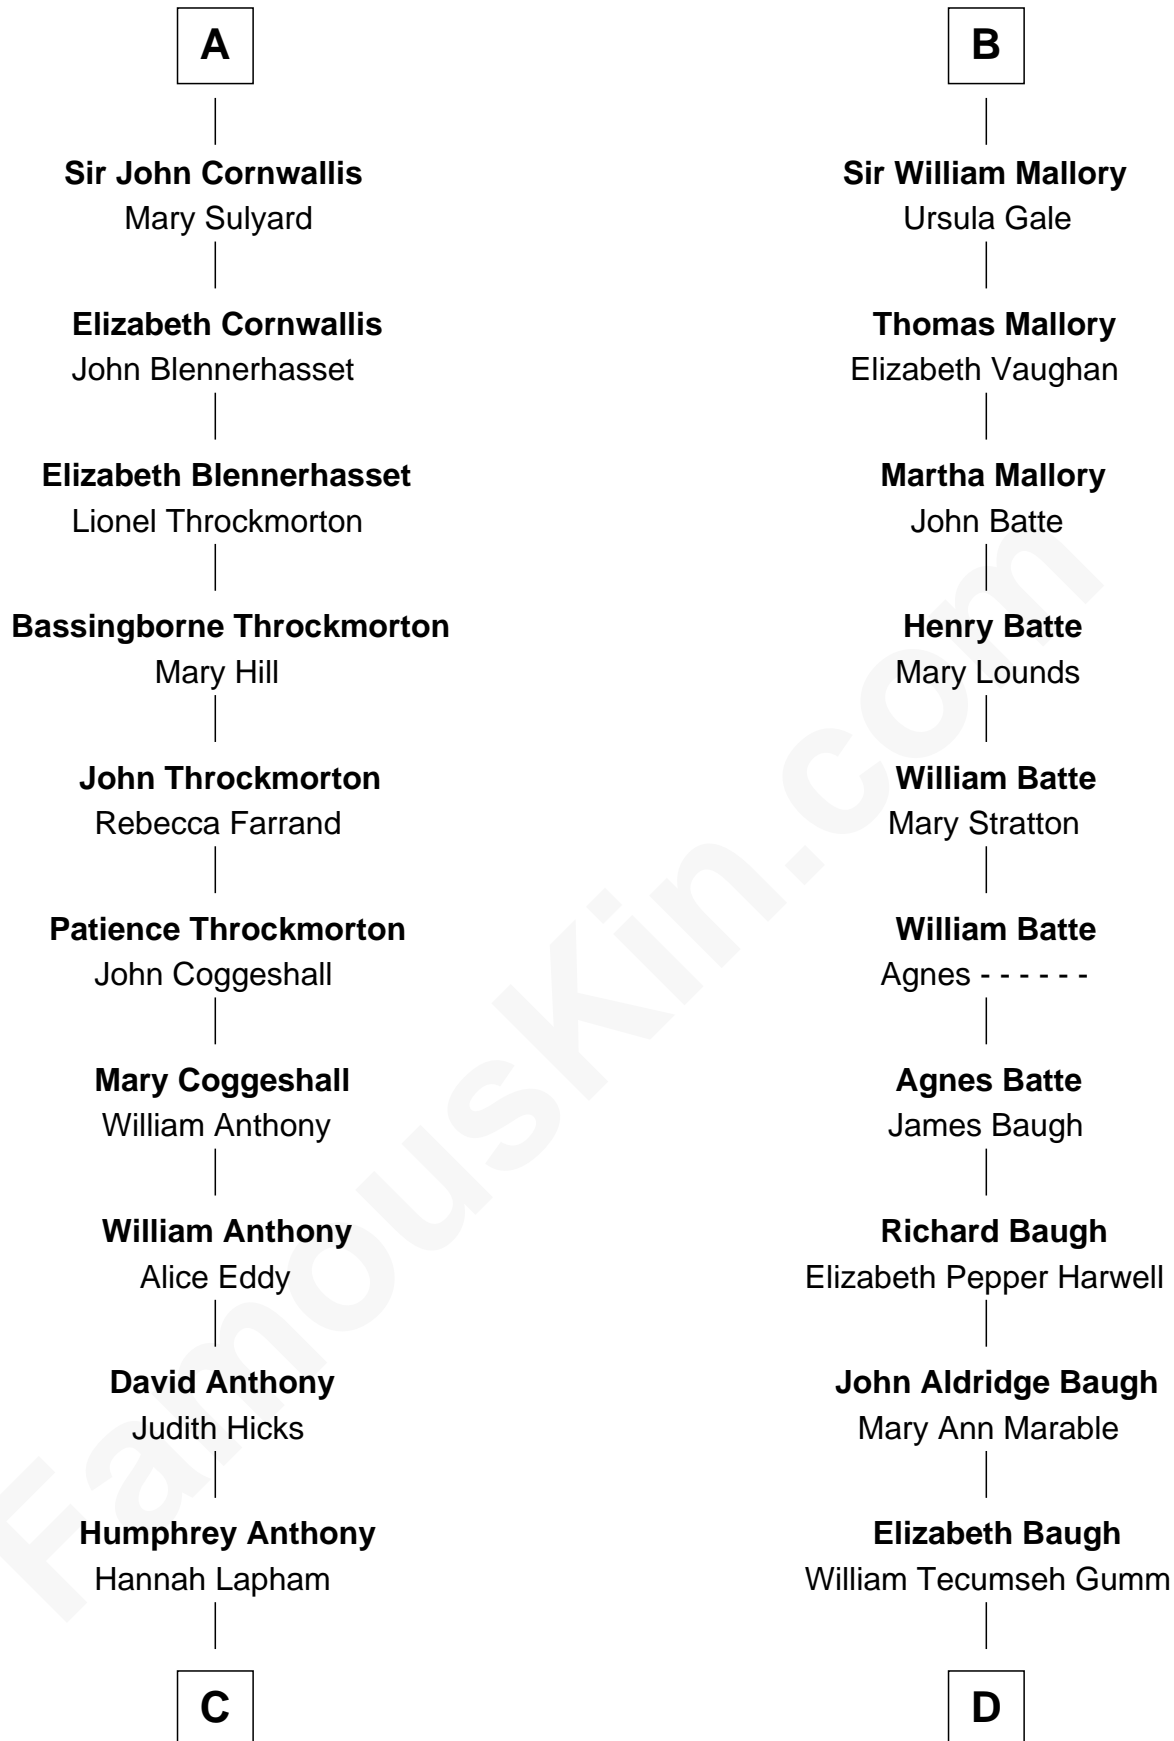 A
Sir John Cornwallis
Mary Sulyard
Elizabeth Cornwallis
John Blennerhasset
Elizabeth Blennerhasset
Lionel Throckmorton
Bassingborne Throckmorton
Mary Hill
John Throckmorton
Rebecca Farrand
Patience Throckmorton
John Coggeshall
Mary Coggeshall
William Anthony
William Anthony
Alice Eddy
David Anthony
Judith Hicks
Humphrey Anthony
Hannah Lapham
C
B
Sir William Mallory
Ursula Gale
Thomas Mallory
Elizabeth Vaughan
Martha Mallory
John Batte
Henry Batte
Mary Lounds
William Batte
Mary Stratton
William Batte
Agnes - - - - - -
Agnes Batte
James Baugh
Richard Baugh
Elizabeth Pepper Harwell
John Aldridge Baugh
Mary Ann Marable
Elizabeth Baugh
William Tecumseh Gumm
D
FamousKin.com